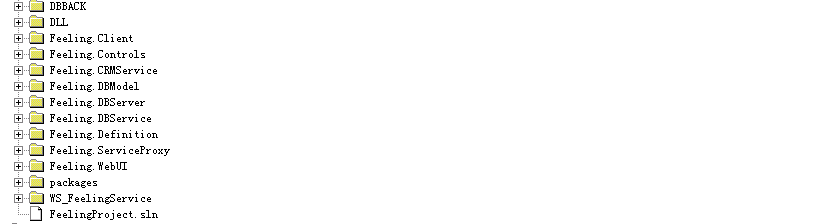 DBBACK
DLL
Feeling.Client
Feeling.Controls
Feeling.CRMService
Feeling.DBModel
Feeling.DBServer
Feeling.DBService
Feeling.Definition
Feeling.ServiceProxy
Feeling.WebUI
packages
WS_FeelingService
FeelingProject.sln